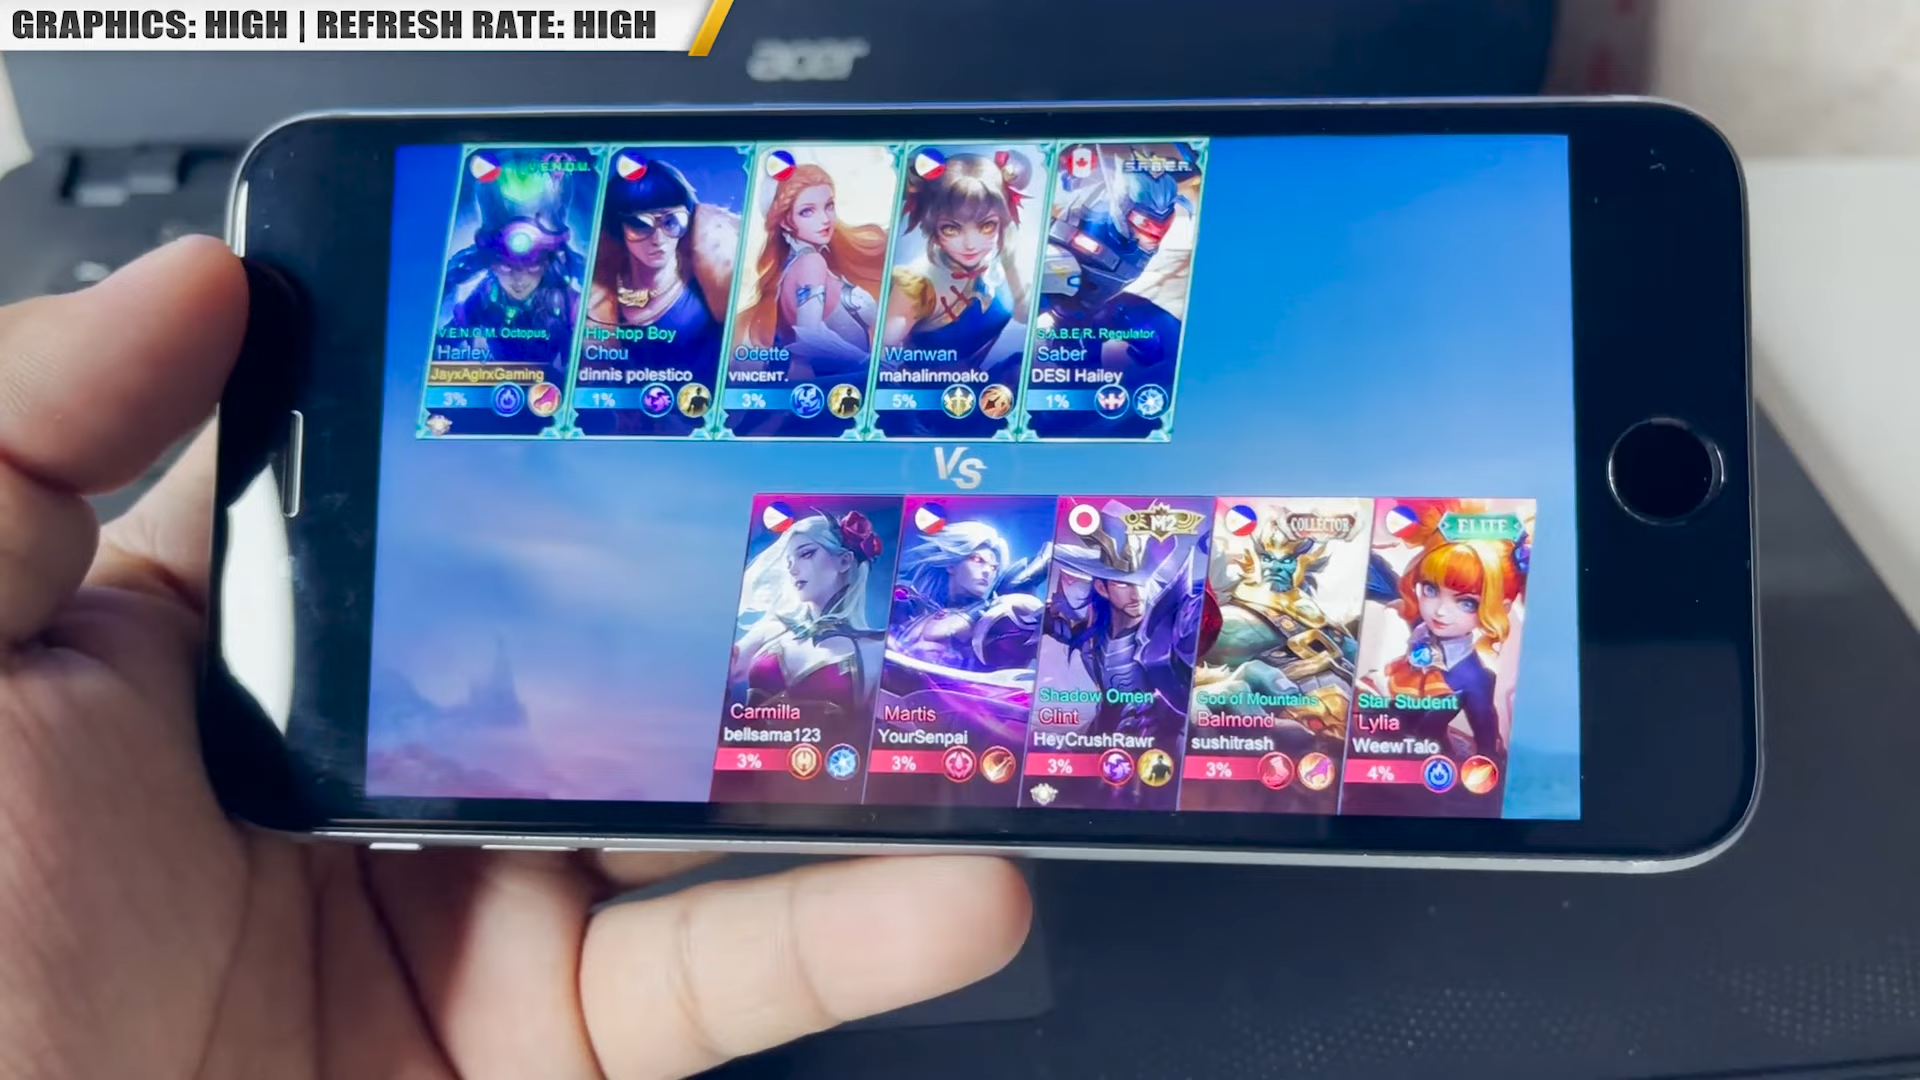 GRAPHICS: HIGH | REFRESH RATE: HIGH
acer
V.E.N.O.M.
S.A.B.E.R.
V.E.N.O.M. Octopus
Harley
JayxAgirxGaming
3%
Hip-hop Boy
Chou
dinnis polestico
1%
Odette
VINCENT.
3%
Wanwan
mahalinmoako
5%
S.A.B.E.R. Regulator
Saber
DESI Hailey
1%
VS
Carmilla
bellsama123
3%
Martis
YourSenpai
3%
M2
Shadow Omen
Clint
HeyCrushRawr
3%
COLLECTOR
God of Mountains
Balmond
sushitrash
3%
ELITE
Star Student
Lylia
WeewTalo
4%